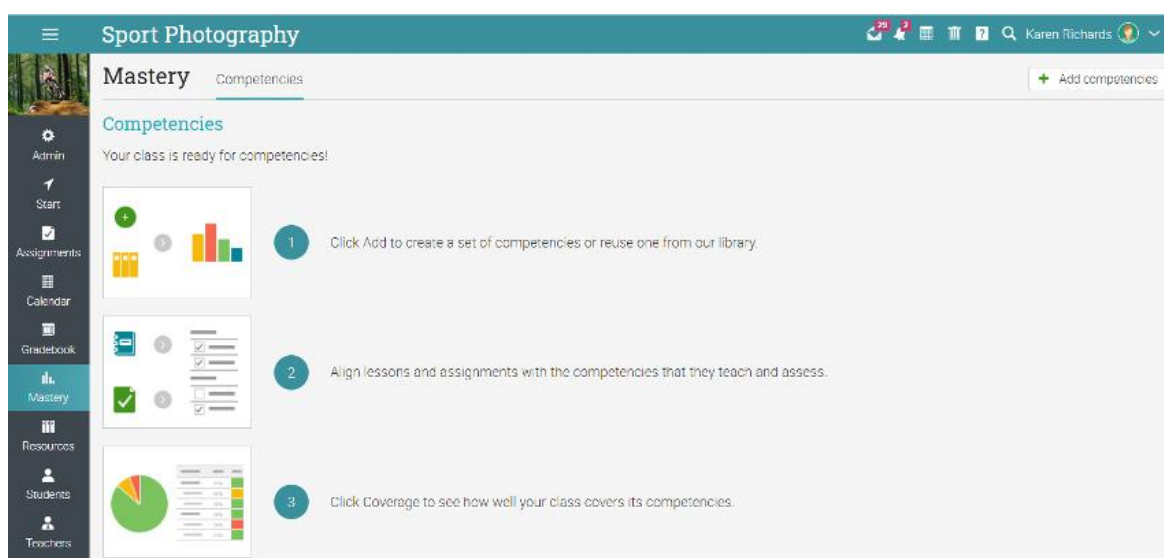 Sport Photography
29
2
?
Karen Richards
Mastery
Competencies
+ Add competencies
Competencies
Your class is ready for competencies!
Admin
Start
Assignments
Calendar
Gradebook
Mastery
Resources
Students
Teachers
1
Click Add to create a set of competencies or reuse one from our library.
2
Align lessons and assignments with the competencies that they teach and assess.
3
Click Coverage to see how well your class covers its competencies.